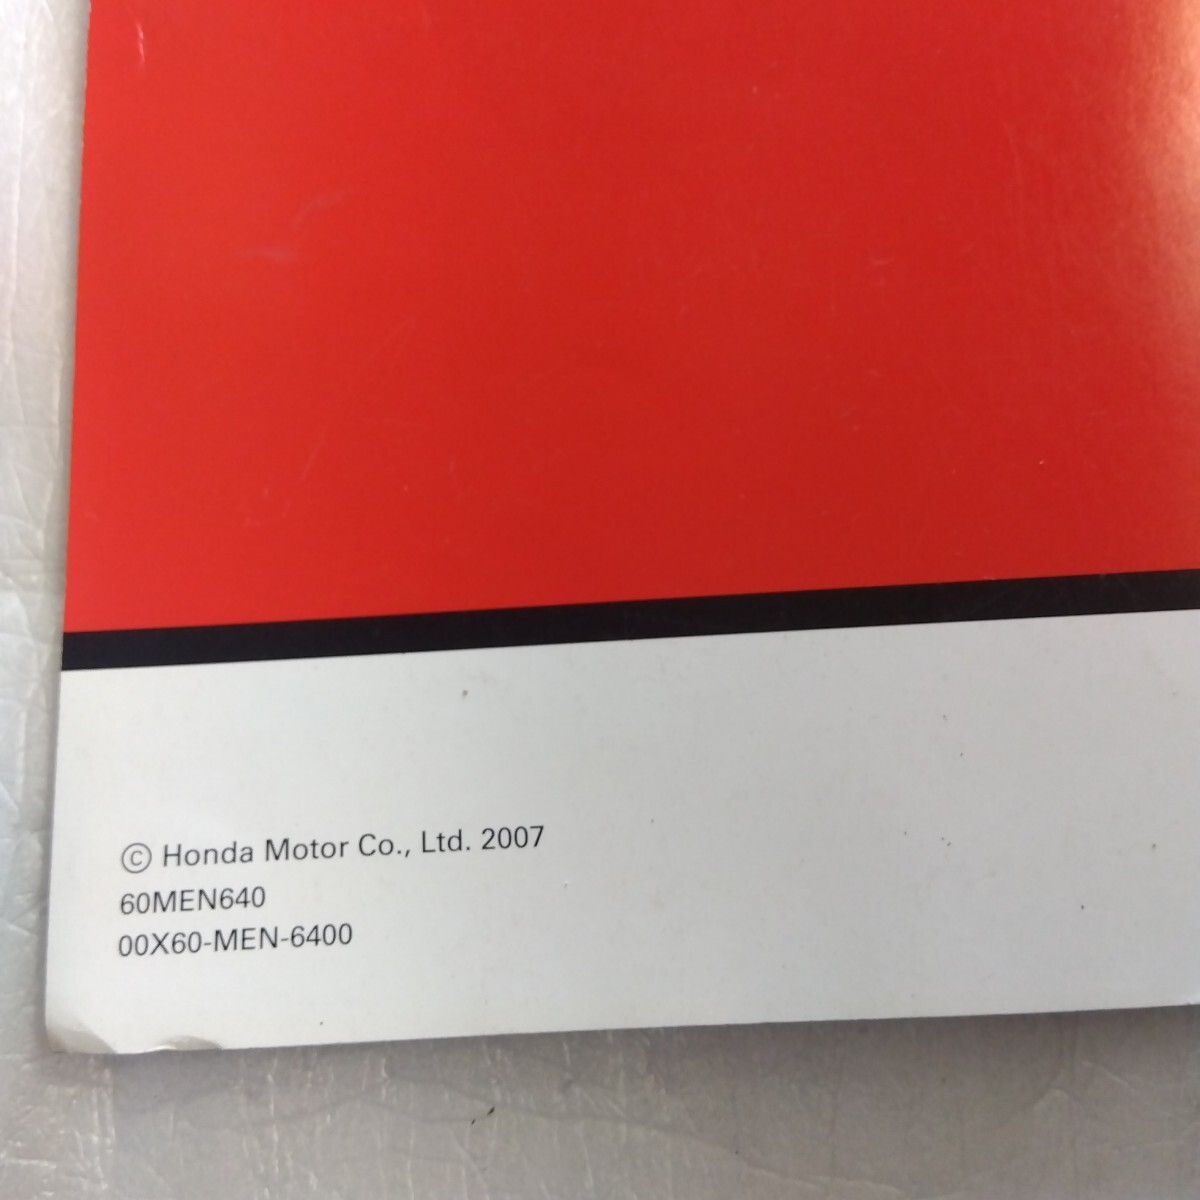 © Honda Motor Co., Ltd. 2007
60MEN640
00X60-MEN-6400